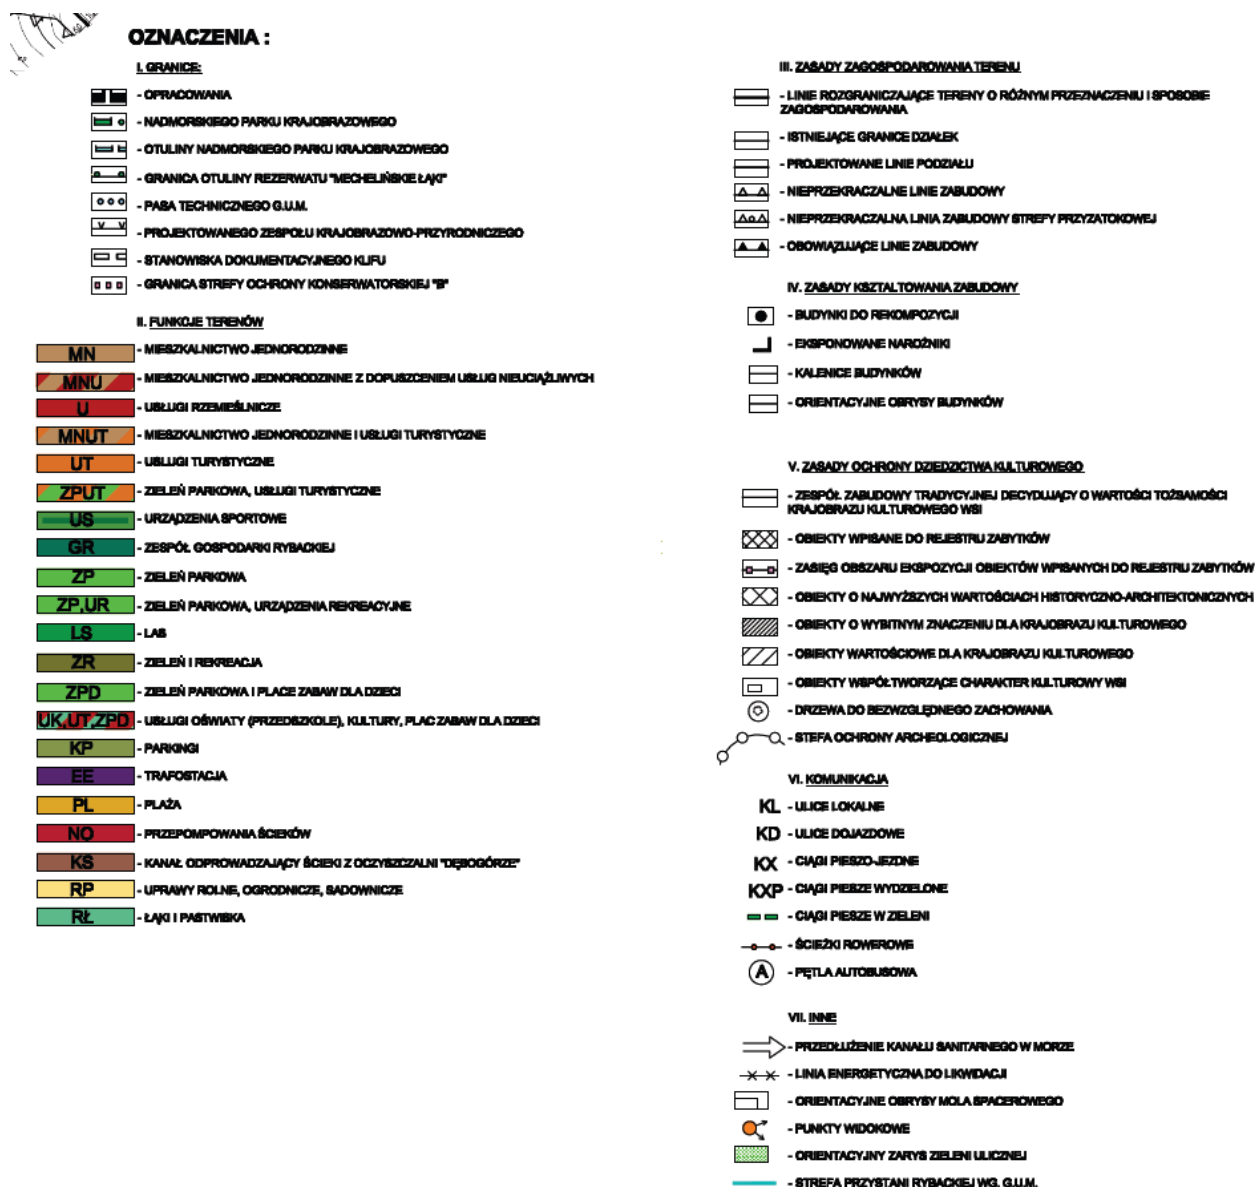 OZNACZENIA :
I. GRANICE:
- OPRACOWANIA
- NADMORSKIEGO PARKU KRAJOBRAZOWEGO
- OTULINY NADMORSKIEGO PARKU KRAJOBRAZOWEGO
- GRANICA OTULINY REZERWATU "MECHELIŃSKIE ŁĄKI"
- PASA TECHNICZNEGO G.U.M.
- PROJEKTOWANEGO ZESPOŁU KRAJOBRAZOWO-PRZYRODNICZEGO
- STANOWISKA DOKUMENTACYJNEGO KLIFU
- GRANICA STREFY OCHRONY KONSERWATORSKIEJ "B"
II. FUNKCJE TERENÓW
MN - MIESZKALNICTWO JEDNORODZINNE
MNU - MIESZKALNICTWO JEDNORODZINNE Z DOPUSZCENIEM USŁUG NIEUCIĄŻLIWYCH
U - USŁUGI RZEMIEŚLNICZE
MNUT - MIESZKALNICTWO JEDNORODZINNE I USŁUGI TURYSTYCZNE
UT - USLUGI TURYSTYCZNE
ZPUT - ZIELEŃ PARKOWA, USŁUGI TURYSTYCZNE
US - URZĄDZENIA SPORTOWE
GR - ZESPÓŁ GOSPODARKI RYBACKIEJ
ZP - ZIELEŃ PARKOWA
ZP,UR - ZIELEŃ PARKOWA, URZĄDZENIA REKREACYJNE
LS - LAS
ZR - ZIELEŃ I REKREACJA
ZPD - ZIELEŃ PARKOWA I PLACE ZABAW DLA DZIECI
UK,UT,ZPD - USŁUGI OŚWIATY (PRZEDSZKOLE), KULTURY, PLAC ZABAW DLA DZIECI
KP - PARKINGI
EE - TRAFOSTACJA
PL - PLAŻA
NO - PRZEPOMPOWANIA ŚCIEKÓW
KS - KANAŁ ODPROWADZAJĄCY ŚCIEKI Z OCZYSZCZALNI "DĘBOGÓRZE"
RP - UPRAWY ROLNE, OGRODNICZE, SADOWNICZE
RŁ - ŁĄKI I PASTWISKA
III. ZASADY ZAGOSPODAROWANIA TERENU
- LINIE ROZGRANICZAJĄCE TERENY O RÓŻNYM PRZEZNACZENIU I SPOSOBIE
ZAGOSPODAROWANIA
- ISTNIEJĄCE GRANICE DZIAŁEK
- PROJEKTOWANE LINIE PODZIAŁU
- NIEPRZEKRACZALNE LINIE ZABUDOWY
- NIEPRZEKRACZALNA LINIA ZABUDOWY STREFY PRZYZATOKOWEJ
- OBOWIĄZUJĄCE LINIE ZABUDOWY
IV. ZASADY KSZTALTOWANIA ZABUDOWY
- BUDYNKI DO REKOMPOZYCJI
- EKSPONOWANE NAROŻNIKI
- KALENICE BUDYNKÓW
- ORIENTACYJNE OBRYSY BUDYNKÓW
V. ZASADY OCHRONY DZIEDZICTWA KULTUROWEGO
- ZESPÓŁ ZABUDOWY TRADYCYJNEJ DECYDUJĄCY O WARTOŚCI TOŻSAMOŚCI
KRAJOBRAZU KULTUROWEGO WSI
- OBIEKTY WPISANE DO REJESTRU ZABYTKÓW
- ZASIĘG OBSZARU EKSPOZYCJI OBIEKTÓW WPISANYCH DO REJESTRU ZABYTKÓW
- OBIEKTY O NAJWYŻSZYCH WARTOŚCIACH HISTORYCZNO-ARCHITEKTONICZNYCH
- OBIEKTY O WYBITNYM ZNACZENIU DLA KRAJOBRAZU KULTUROWEGO
- OBIEKTY WARTOŚCIOWE DLA KRAJOBRAZU KULTUROWEGO
- OBIEKTY WSPÓŁTWORZĄCE CHARAKTER KULTUROWY WSI
- DRZEWA DO BEZWZGLĘDNEGO ZACHOWANIA
- STEFA OCHRONY ARCHEOLOGICZNEJ
VI. KOMUNIKACJA
KL - ULICE LOKALNE
KD - ULICE DOJAZDOWE
KX - CIĄGI PIESZO-JEZDNE
KXP - CIĄGI PIESZE WYDZIELONE
- CIĄGI PIESZE W ZIELENI
- ŚCIEŻKI ROWEROWE
A - PĘTLA AUTOBUSOWA
VII. INNE
- PRZEDŁUŻENIE KANAŁU SANITARNEGO W MORZE
- LINIA ENERGETYCZNA DO LIKWIDACJI
- ORIENTACYJNE OBRYSY MOLA SPACEROWEGO
- PUNKTY WIDOKOWE
- ORIENTACYJNY ZARYS ZIELENI ULICZNEJ
- STREFA PRZYSTANI RYBACKIEJ WG. G.U.M.